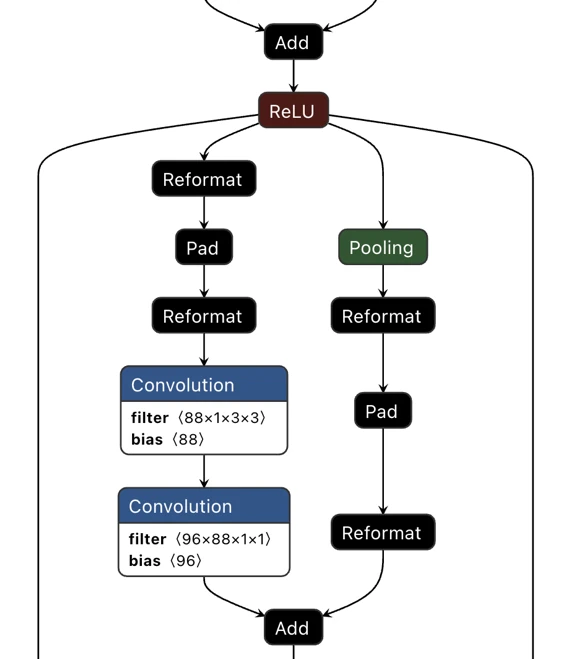 Add
ReLU
Reformat
Pad
Pooling
Reformat
Reformat
Convolution
filter ⟨88×1×3×3⟩
bias ⟨88⟩
Pad
Convolution
filter ⟨96×88×1×1⟩
bias ⟨96⟩
Reformat
Add